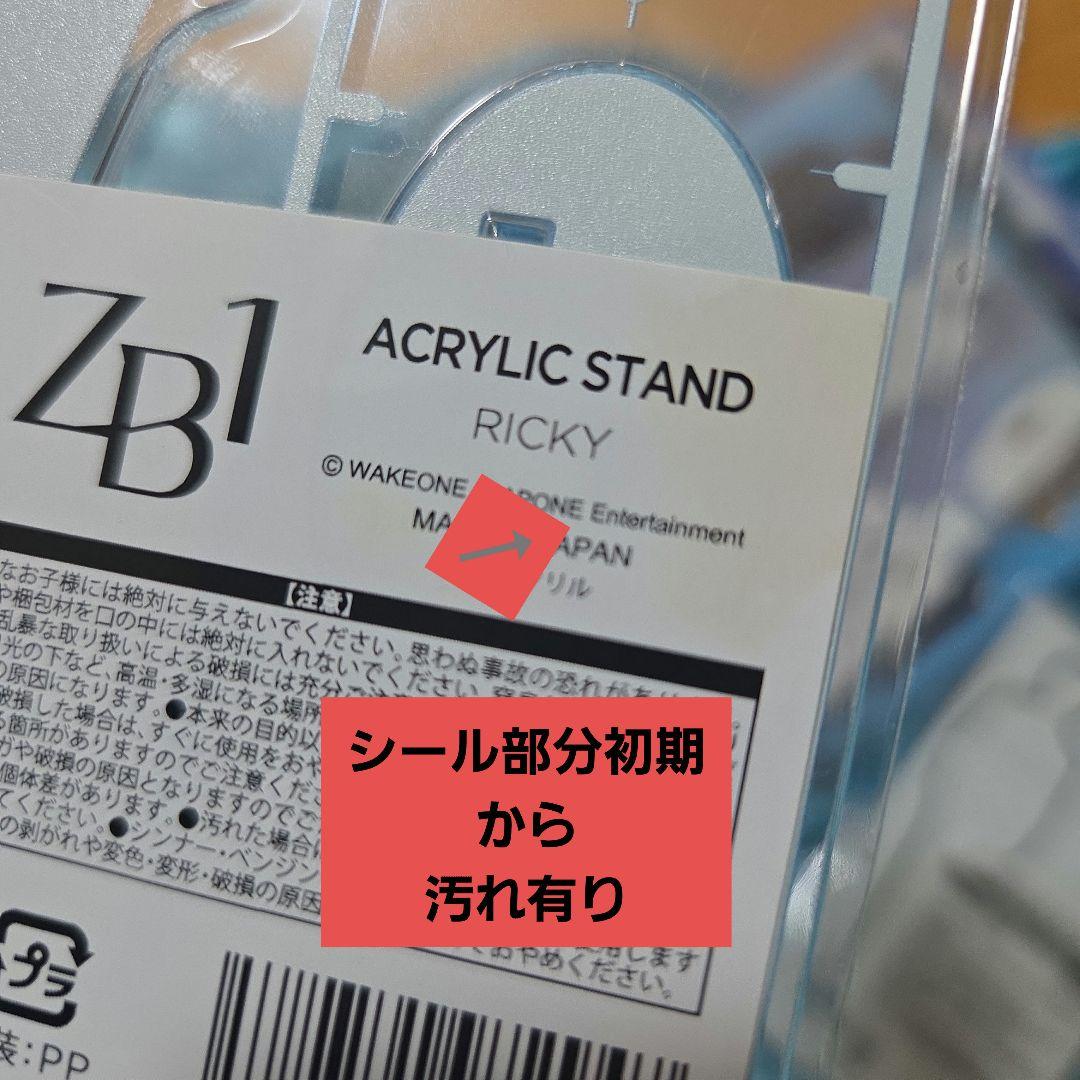 ZB1
ACRYLIC STAND
RICKY
© WAKEONE Entertainment
MA APAN
リル
【注意】
なお子様には絶対に与えないでください。思わぬ事故の恐れがあり
や梱包材を口の中には絶対に入れないでください。
乱暴な取り扱いによる破損には充分ご注
光の下など、高温・多湿になる場所
の原因になります。●本来の目的以
破損した場合は、すぐに使用をおや
る箇所がありますのでご注意くだ
ガや破損の原因となりますのでご
個体差があります。●汚れた場合
てください。●シンナー・ベンジン
の剥がれや変色・変形・破損の原因
ておやめください。
シール部分初期
から
汚れ有り
プラ
装:PP